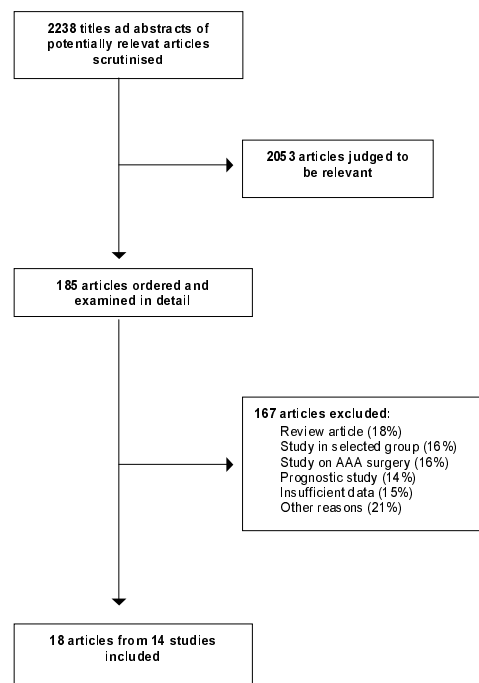 2238 titles ad abstracts of
potentially relevat articles
scrutinised
2053 articles judged to
be relevant
185 articles ordered and
examined in detail
167 articles excluded:
Review article (18%)
Study in selected group (16%)
Study on AAA surgery (16%)
Prognostic study (14%)
Insufficient data (15%)
Other reasons (21%)
18 articles from 14 studies
included